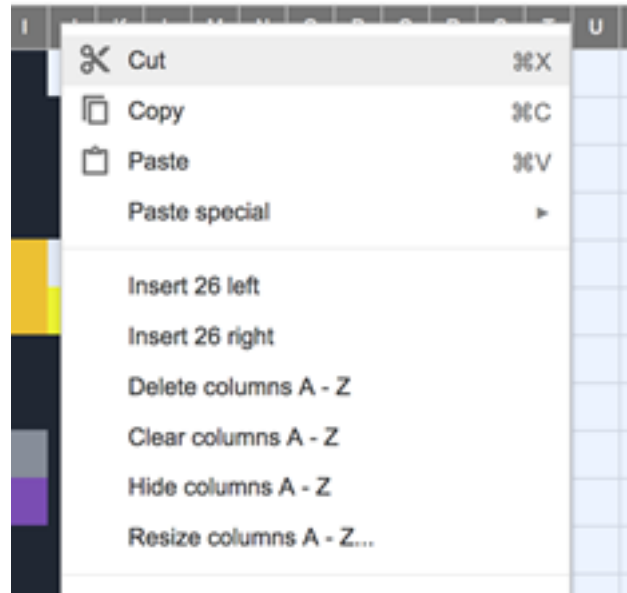 I J K L M N O P Q R S T U
Cut ⌘X
Copy ⌘C
Paste ⌘V
Paste special ►
Insert 26 left
Insert 26 right
Delete columns A - Z
Clear columns A - Z
Hide columns A - Z
Resize columns A - Z...